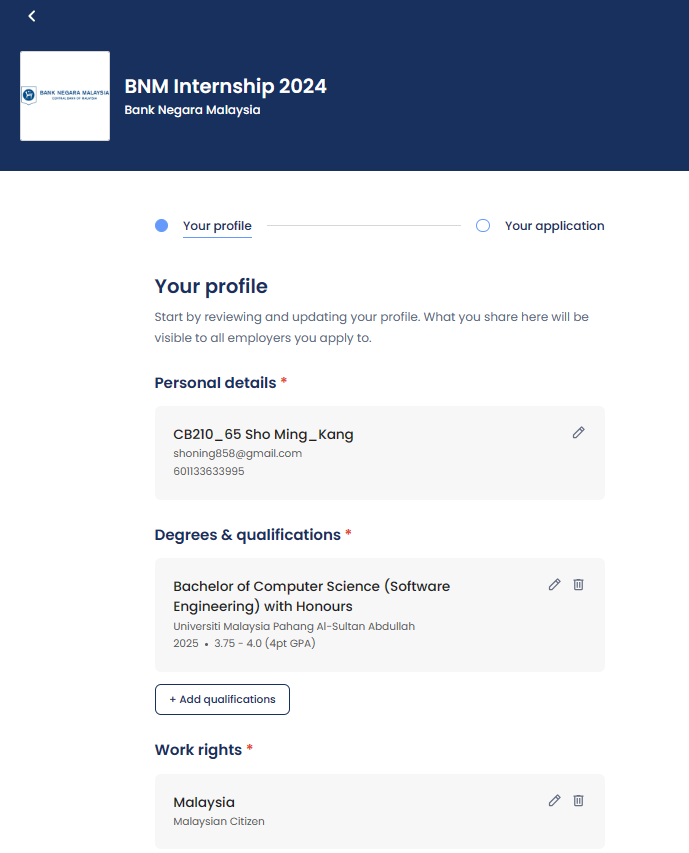 BANK NEGARA MALAYSIA
CENTRAL BANK OF MALAYSIA
BNM Internship 2024
Bank Negara Malaysia
Your profile
Your application
Your profile
Start by reviewing and updating your profile. What you share here will be
visible to all employers you apply to.
Personal details *
CB210_65 Sho Ming_Kang
shoning858@gmail.com
601133633995
Degrees & qualifications *
Bachelor of Computer Science (Software
Engineering) with Honours
Universiti Malaysia Pahang Al-Sultan Abdullah
2025 • 3.75 - 4.0 (4pt GPA)
+ Add qualifications
Work rights *
Malaysia
Malaysian Citizen